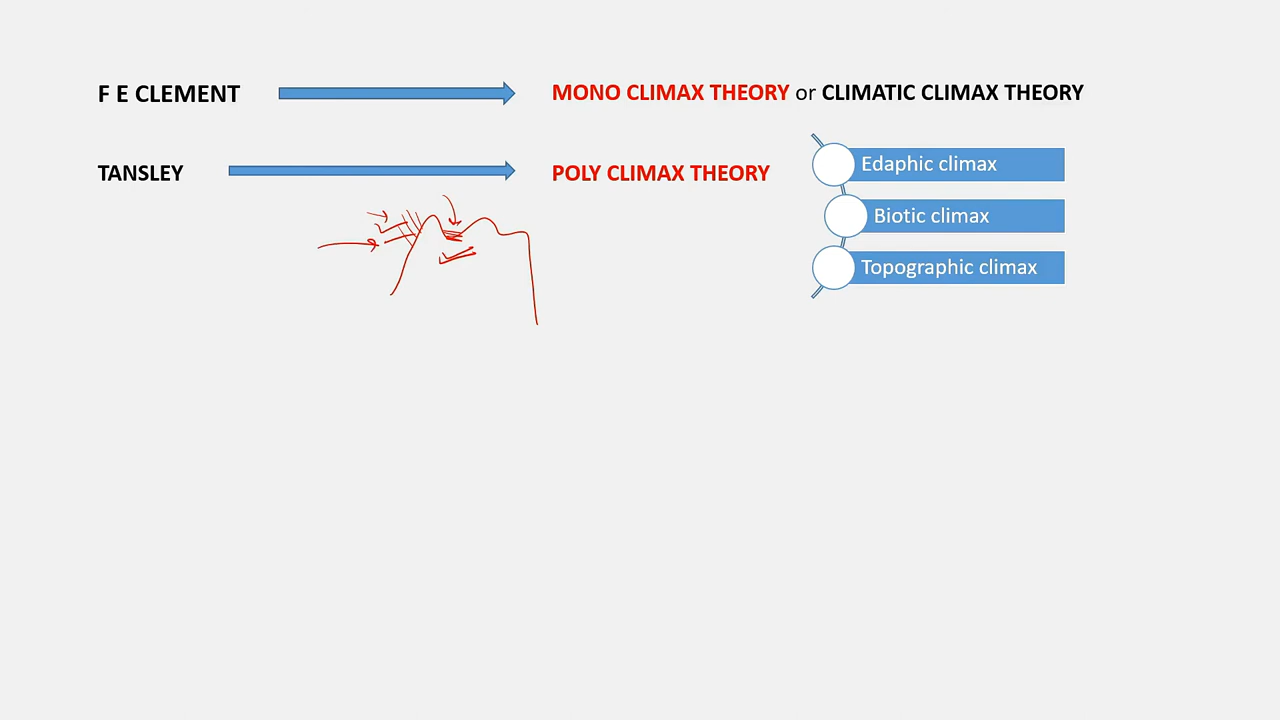 F E CLEMENT MONO CLIMAX THEORY or CLIMATIC CLIMAX THEORY
TANSLEY POLY CLIMAX THEORY
Edaphic climax
Biotic climax
Topographic climax